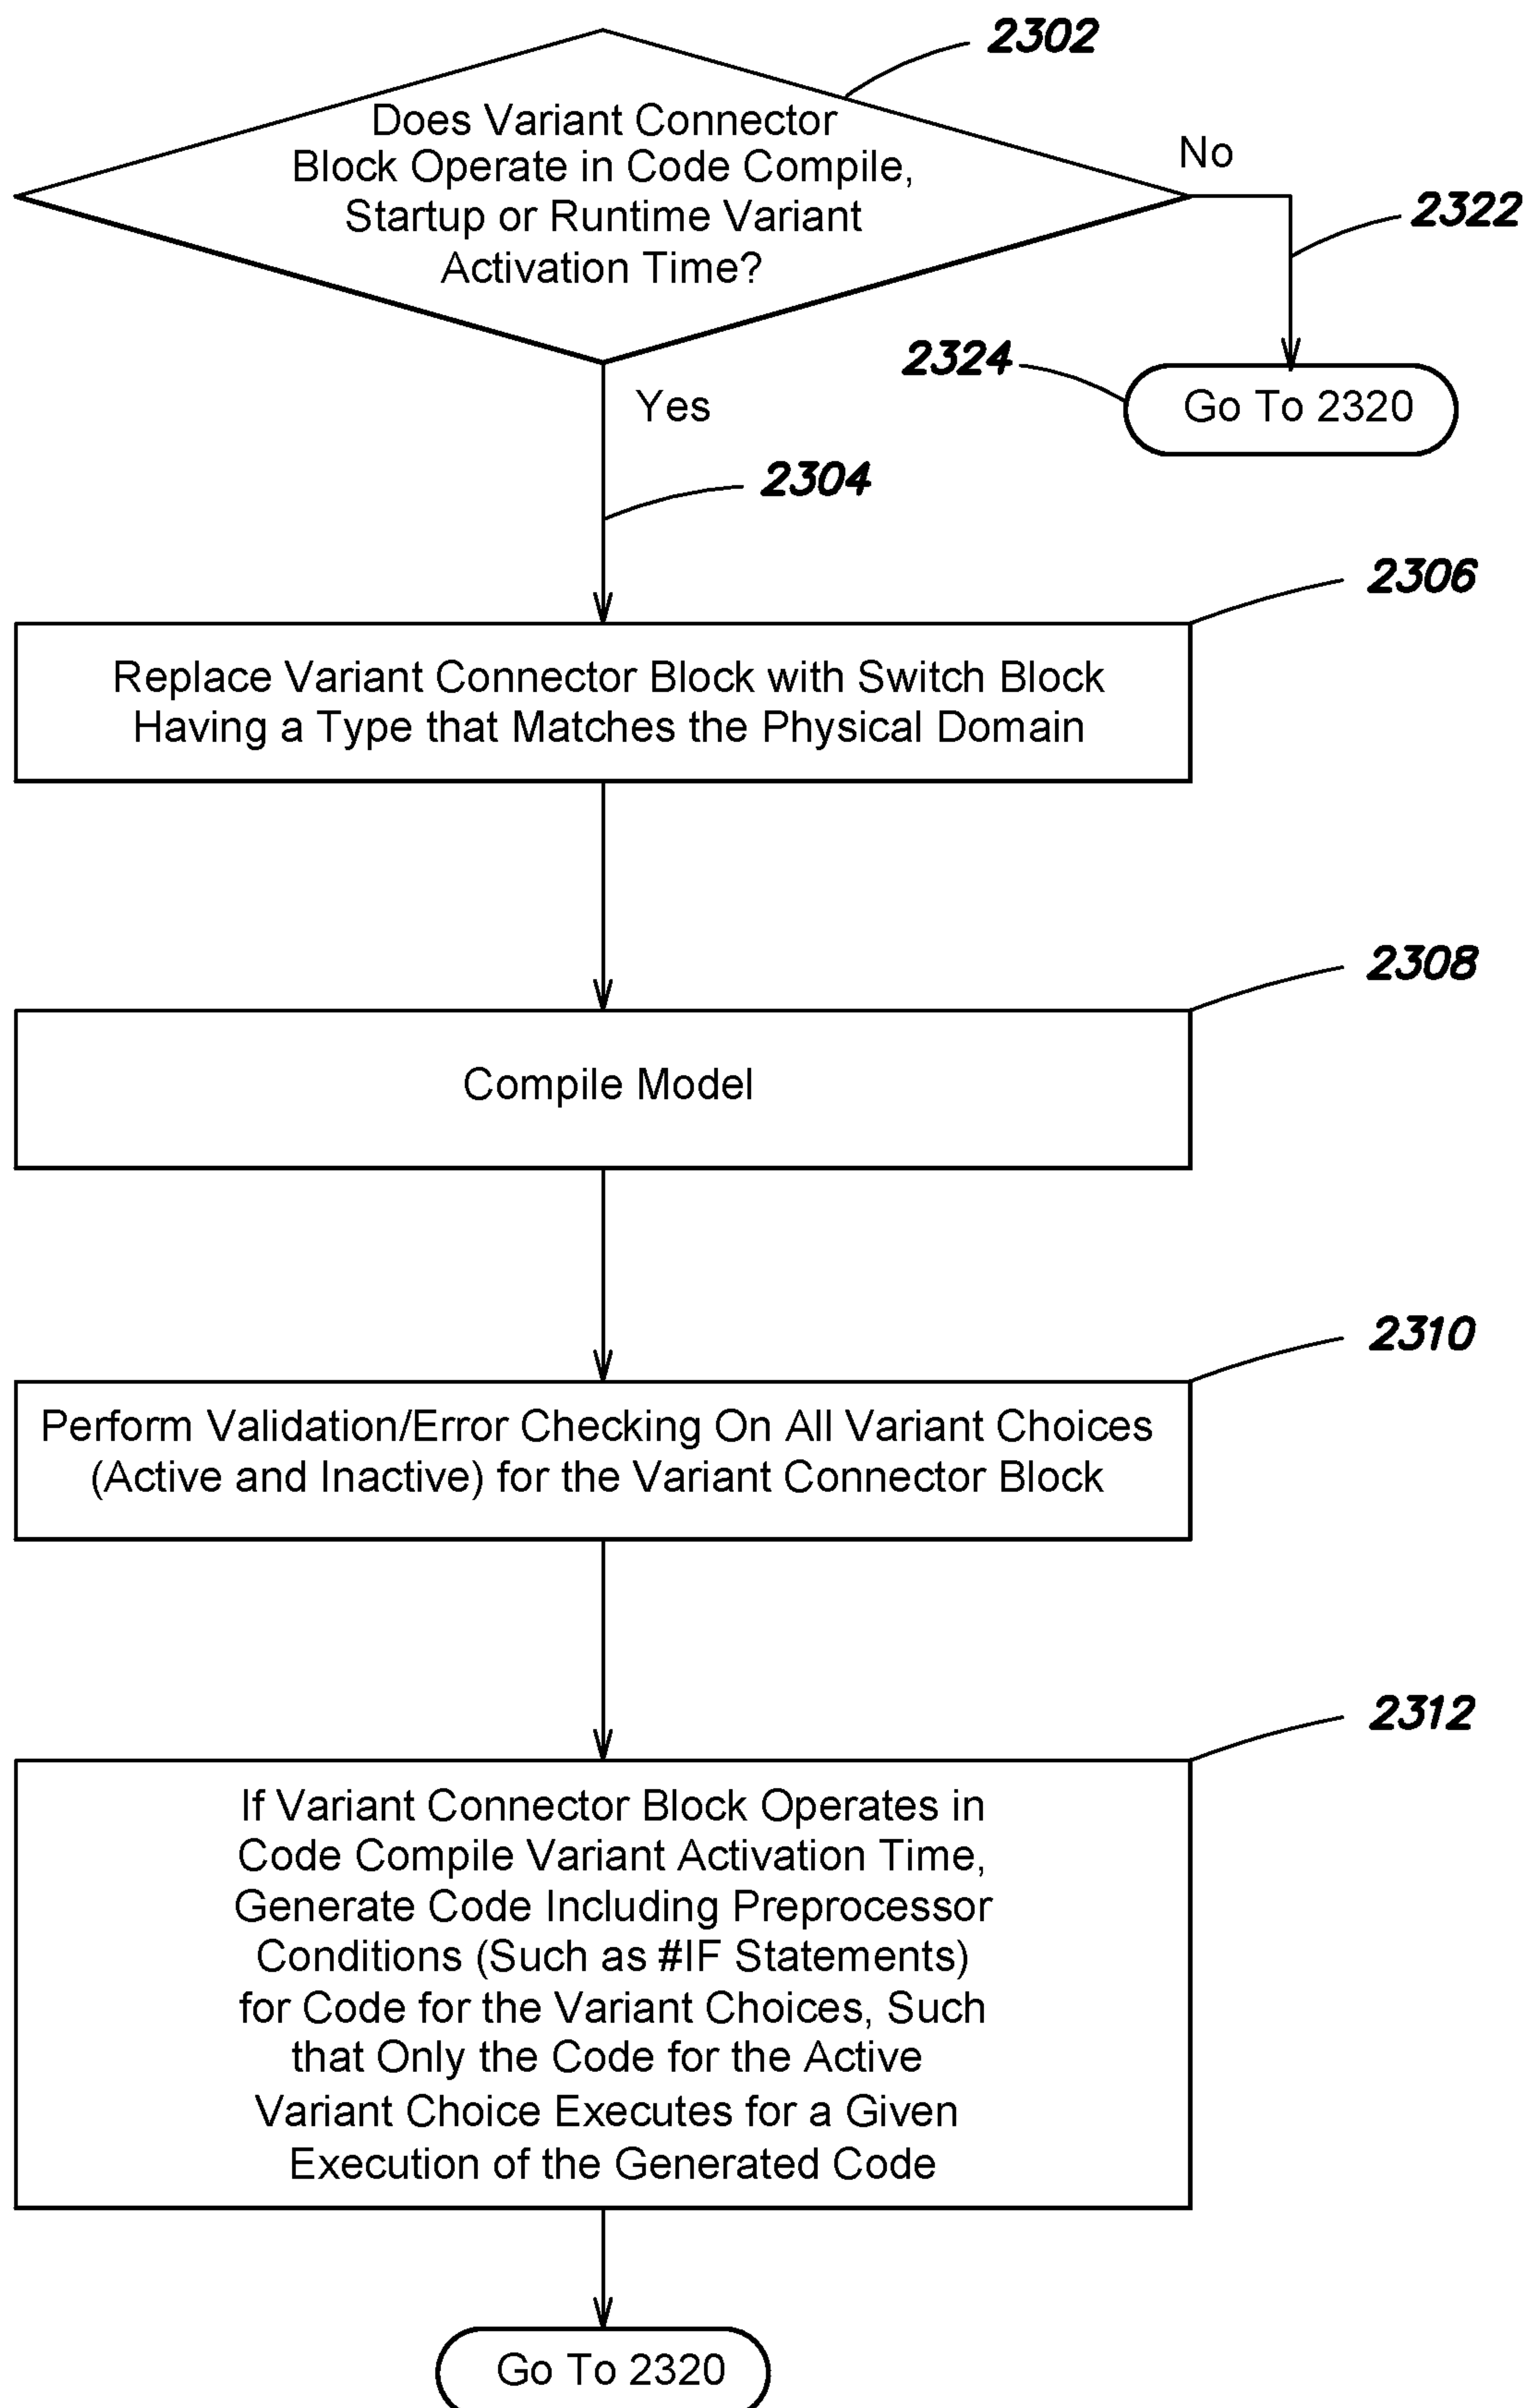 2302
Does Variant Connector
Block Operate in Code Compile,
Startup or Runtime Variant
Activation Time?
No
2322
2324
Go To 2320
Yes
2304
2306
Replace Variant Connector Block with Switch Block
Having a Type that Matches the Physical Domain
2308
Compile Model
2310
Perform Validation/Error Checking On All Variant Choices
(Active and Inactive) for the Variant Connector Block
2312
If Variant Connector Block Operates in
Code Compile Variant Activation Time,
Generate Code Including Preprocessor
Conditions (Such as #IF Statements)
for Code for the Variant Choices, Such
that Only the Code for the Active
Variant Choice Executes for a Given
Execution of the Generated Code
Go To 2320